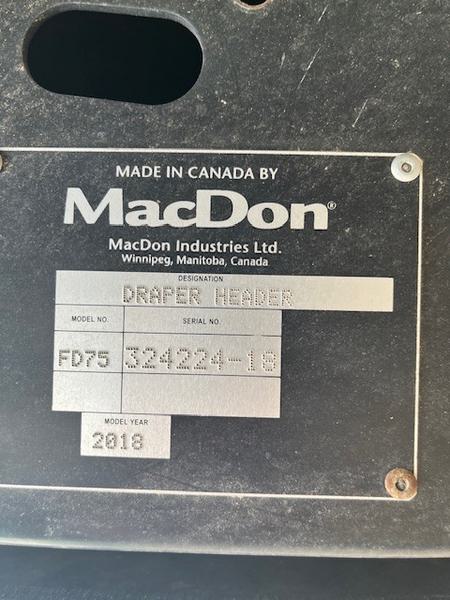 MADE IN CANADA BY
MacDon®
MacDon Industries Ltd.
Winnipeg, Manitoba, Canada
DESIGNATION
DRAPER HEADER
MODEL NO. SERIAL NO.
FD75 324224-18
MODEL YEAR
2018